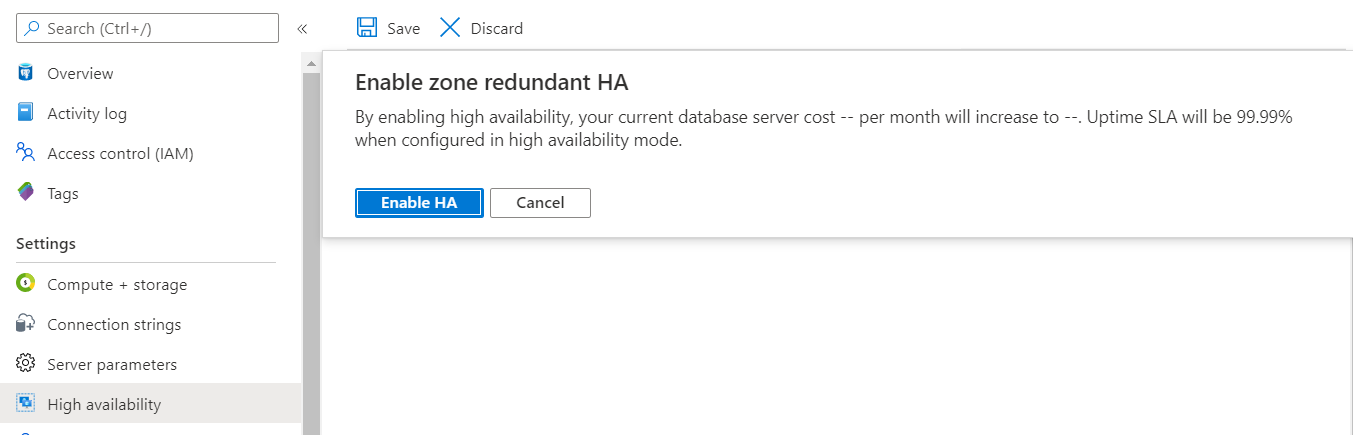 Search (Ctrl+/)
«
Save
Discard
Overview
Activity log
Access control (IAM)
Tags
Settings
Compute + storage
Connection strings
Server parameters
High availability
Enable zone redundant HA
By enabling high availability, your current database server cost -- per month will increase to --. Uptime SLA will be 99.99%
when configured in high availability mode.
Enable HA
Cancel